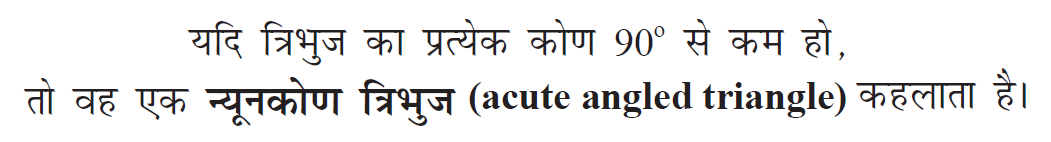 यदि त्रिभुज का प्रत्येक कोण 90° से कम हो,
तो वह एक न्यूनकोण त्रिभुज (acute angled triangle) कहलाता है।